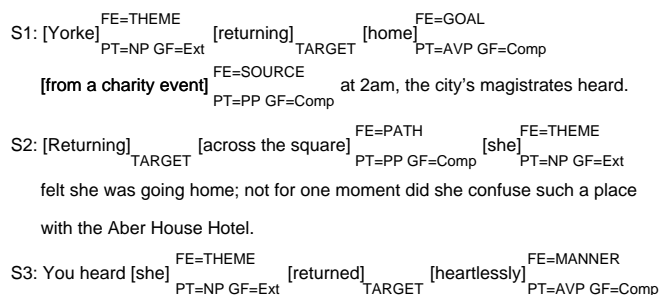 FE=THEME FE=GOAL
S1: [Yorke] [returning] [home]
PT=NP GF=Ext TARGET PT=AVP GF=Comp
FE=SOURCE
[from a charity event] at 2am, the city's magistrates heard.
PT=PP GF=Comp
FE=PATH FE=THEME
S2: [Returning] [across the square] [she]
TARGET PT=PP GF=Comp PT=NP GF=Ext
felt she was going home; not for one moment did she confuse such a place
with the Aber House Hotel.
FE=THEME FE=MANNER
S3: You heard [she] [returned] [heartlessly]
PT=NP GF=Ext TARGET PT=AVP GF=Comp